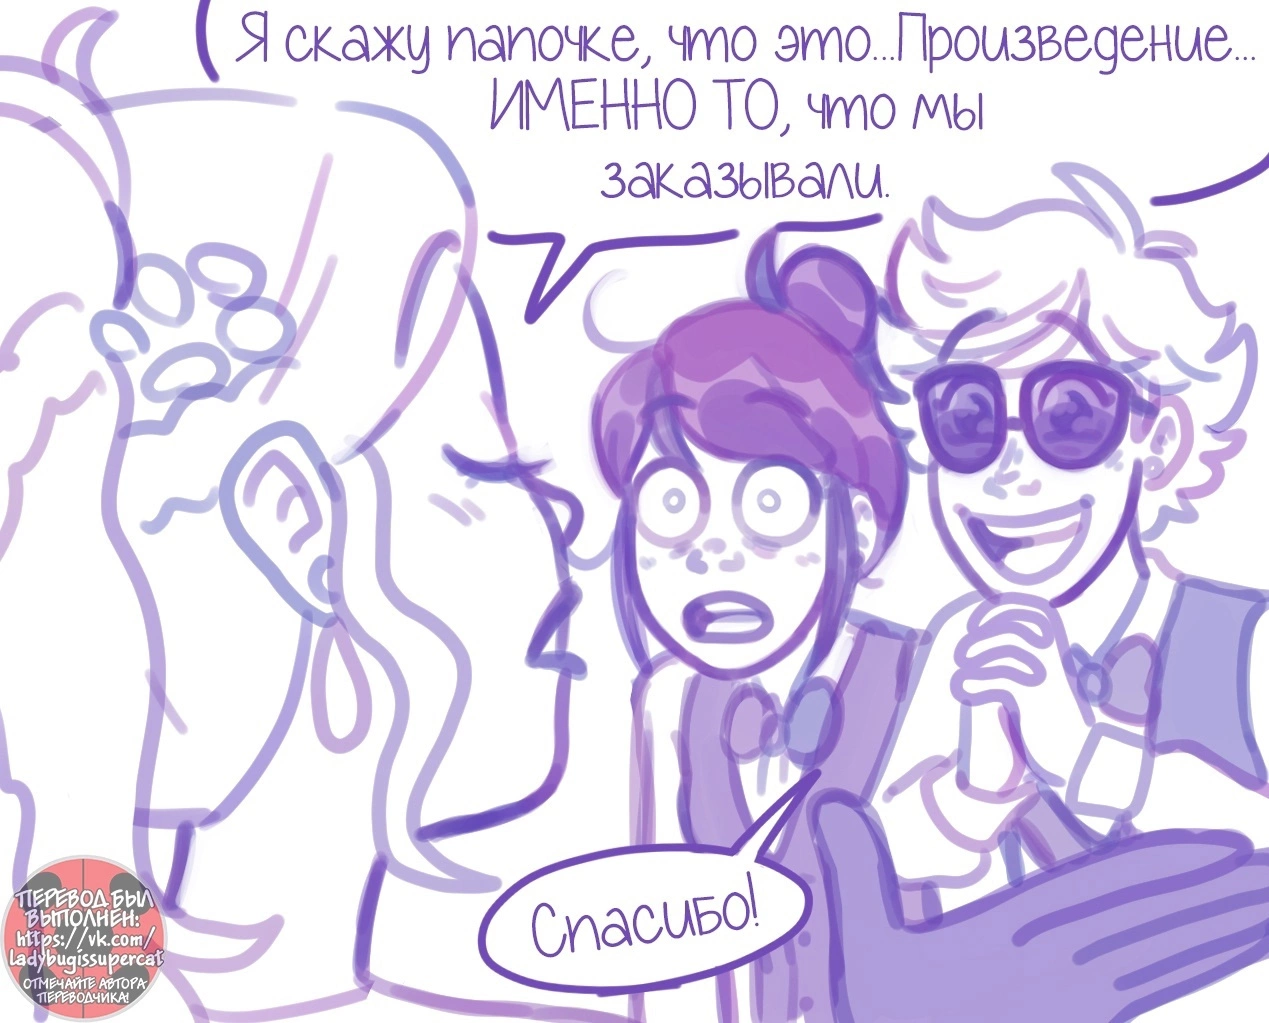 Я скажу папочке, что это...Произведение...
ИМЕННО ТО, что мы
заказывали.
Спасибо!
ПЕРЕВОД БЫЛ
ВЫПОЛНЕН:
https://vk.com/
ladybugissupercat
ОТМЕЧАЙТЕ АВТОРА
ПЕРЕВОДЧИКА!